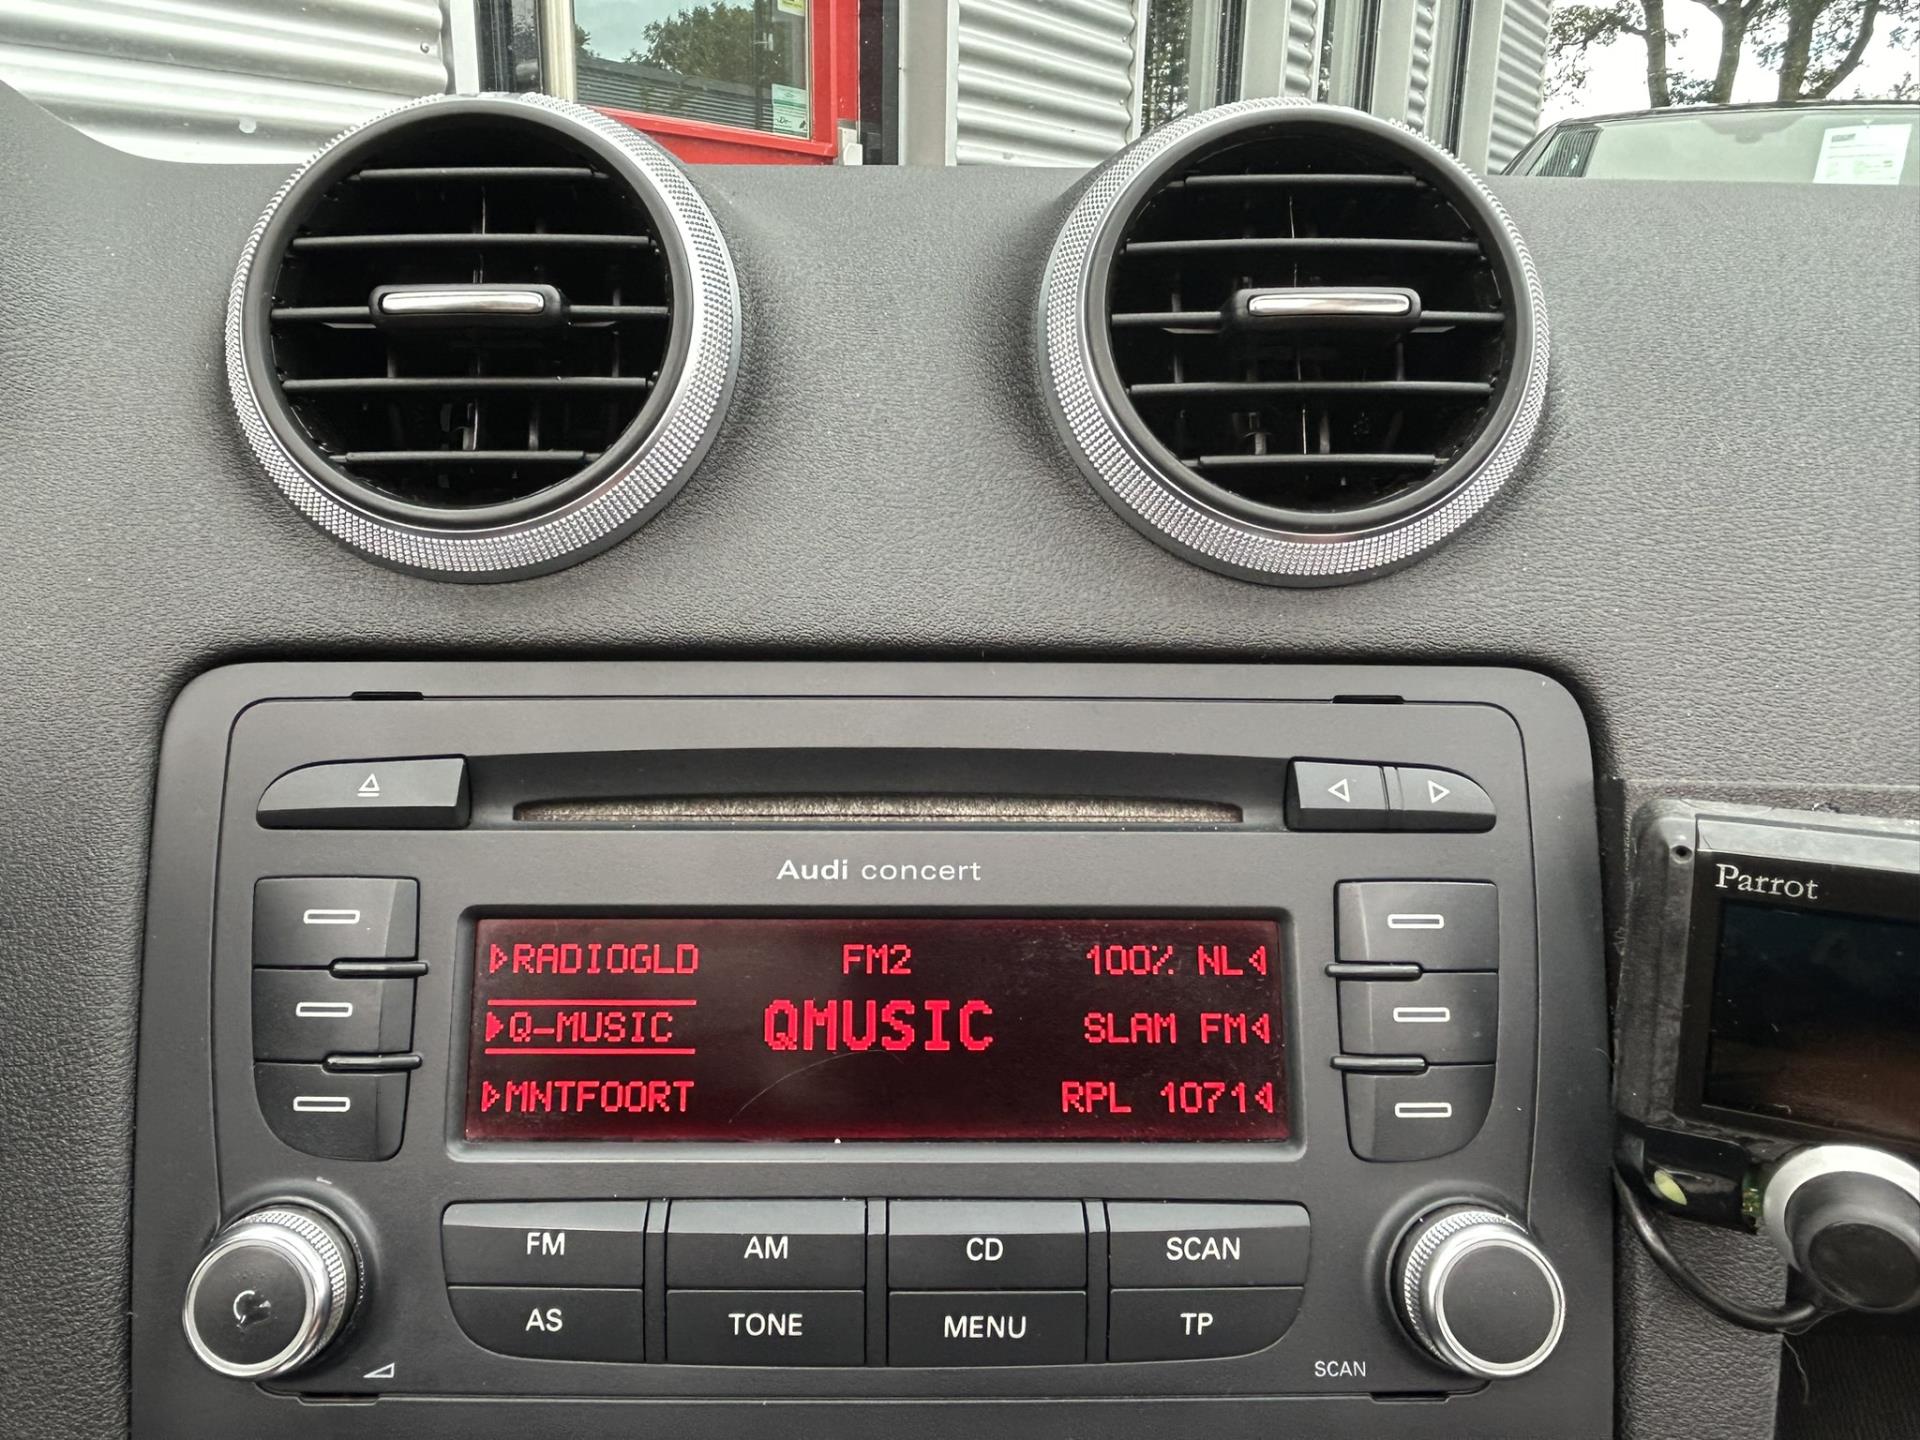 Audi concert
RADIOGLD FM2 100% NL
Q-MUSIC QMUSIC SLAM FM
MNTFOORT RPL 1071
Parrot
FM AM CD SCAN
AS TONE MENU TP
SCAN